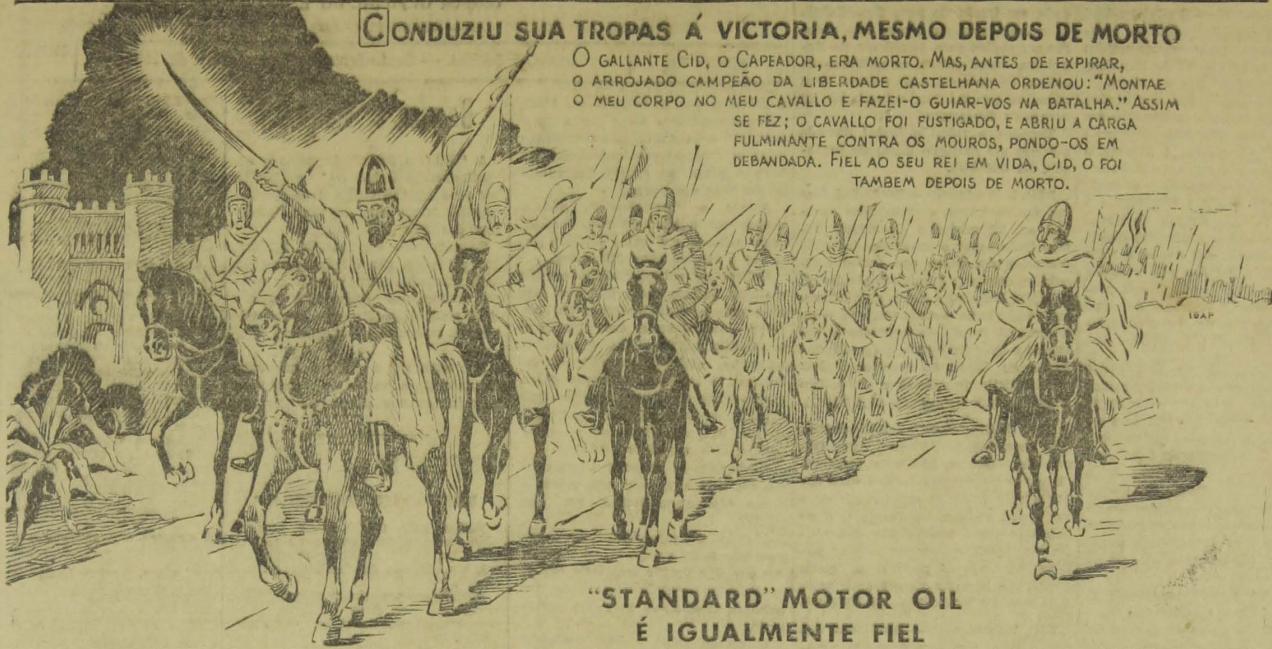 CONDUZIU SUA TROPAS Á VICTORIA, MESMO DEPOIS DE MORTO
O GALLANTE CID, O CAPEADOR, ERA MORTO. MAS, ANTES DE EXPIRAR,
O ARROJADO CAMPEÃO DA LIBERDADE CASTELHANA ORDENOU: "MONTAE
O MEU CORPO NO MEU CAVALLO E FAZEI-O GUIAR-VOS NA BATALHA." ASSIM
SE FEZ; O CAVALLO FOI FUSTIGADO, E ABRIU A CARGA
FULMINANTE CONTRA OS MOUROS, PONDO-OS EM
DEBANDADA. FIEL AO SEU REI EM VIDA, CID, O FOI
TAMBEM DEPOIS DE MORTO.
"STANDARD" MOTOR OIL
É IGUALMENTE FIEL